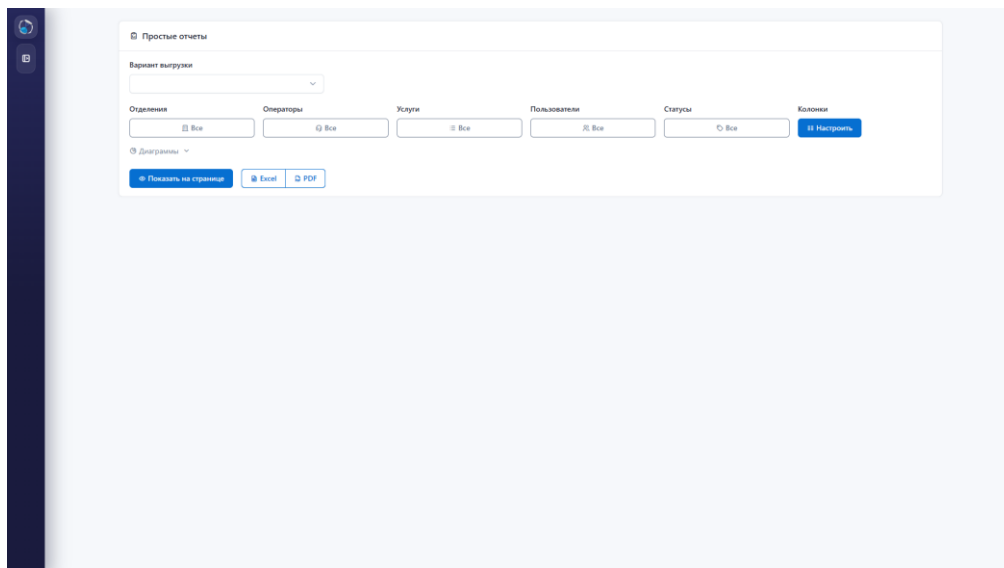 Простые отчеты
Вариант выгрузки
Отделения Операторы Услуги Пользователи Статусы Колонки
Все Все Все Все Все Настроить
Диаграммы
Показать на странице Excel PDF